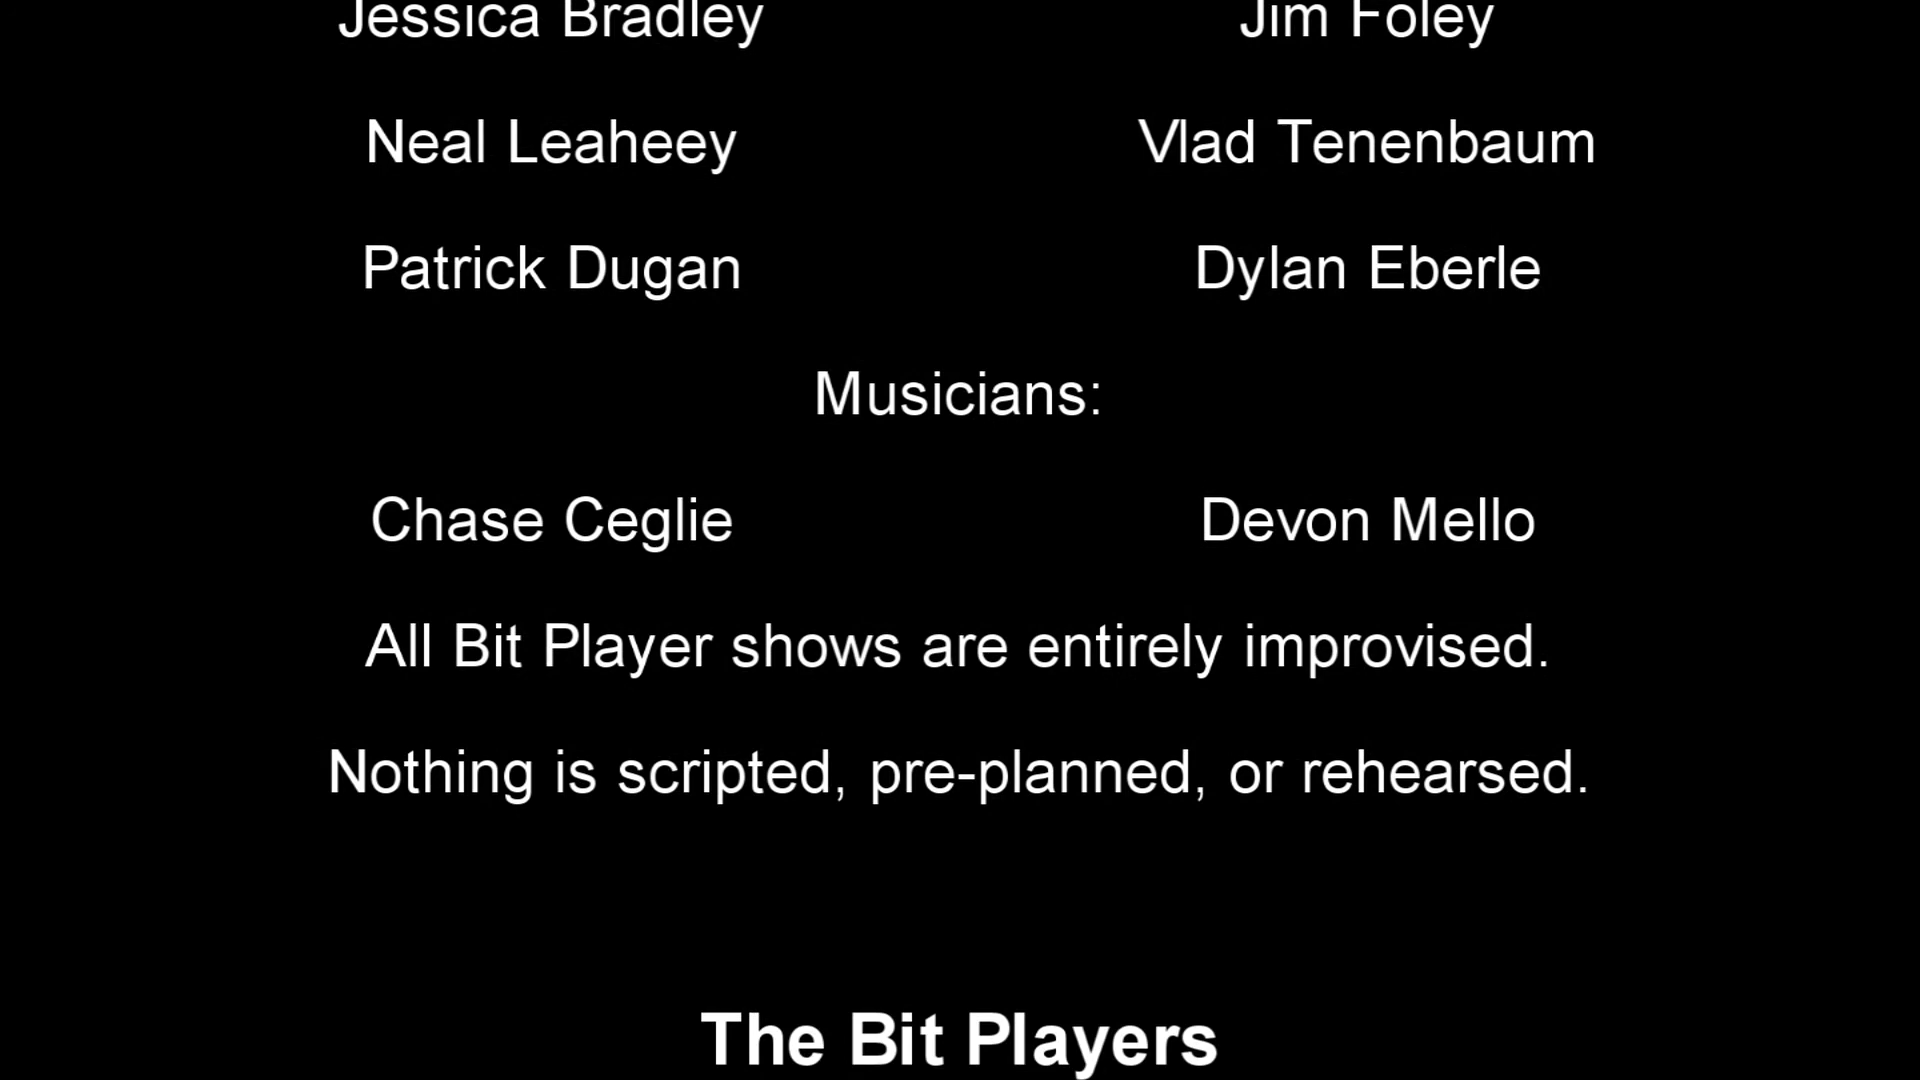 Jessica Bradley Jim Foley
Neal Leaheey Vlad Tenenbaum
Patrick Dugan Dylan Eberle
Musicians:
Chase Ceglie Devon Mello
All Bit Player shows are entirely improvised.
Nothing is scripted, pre-planned, or rehearsed.
The Bit Players